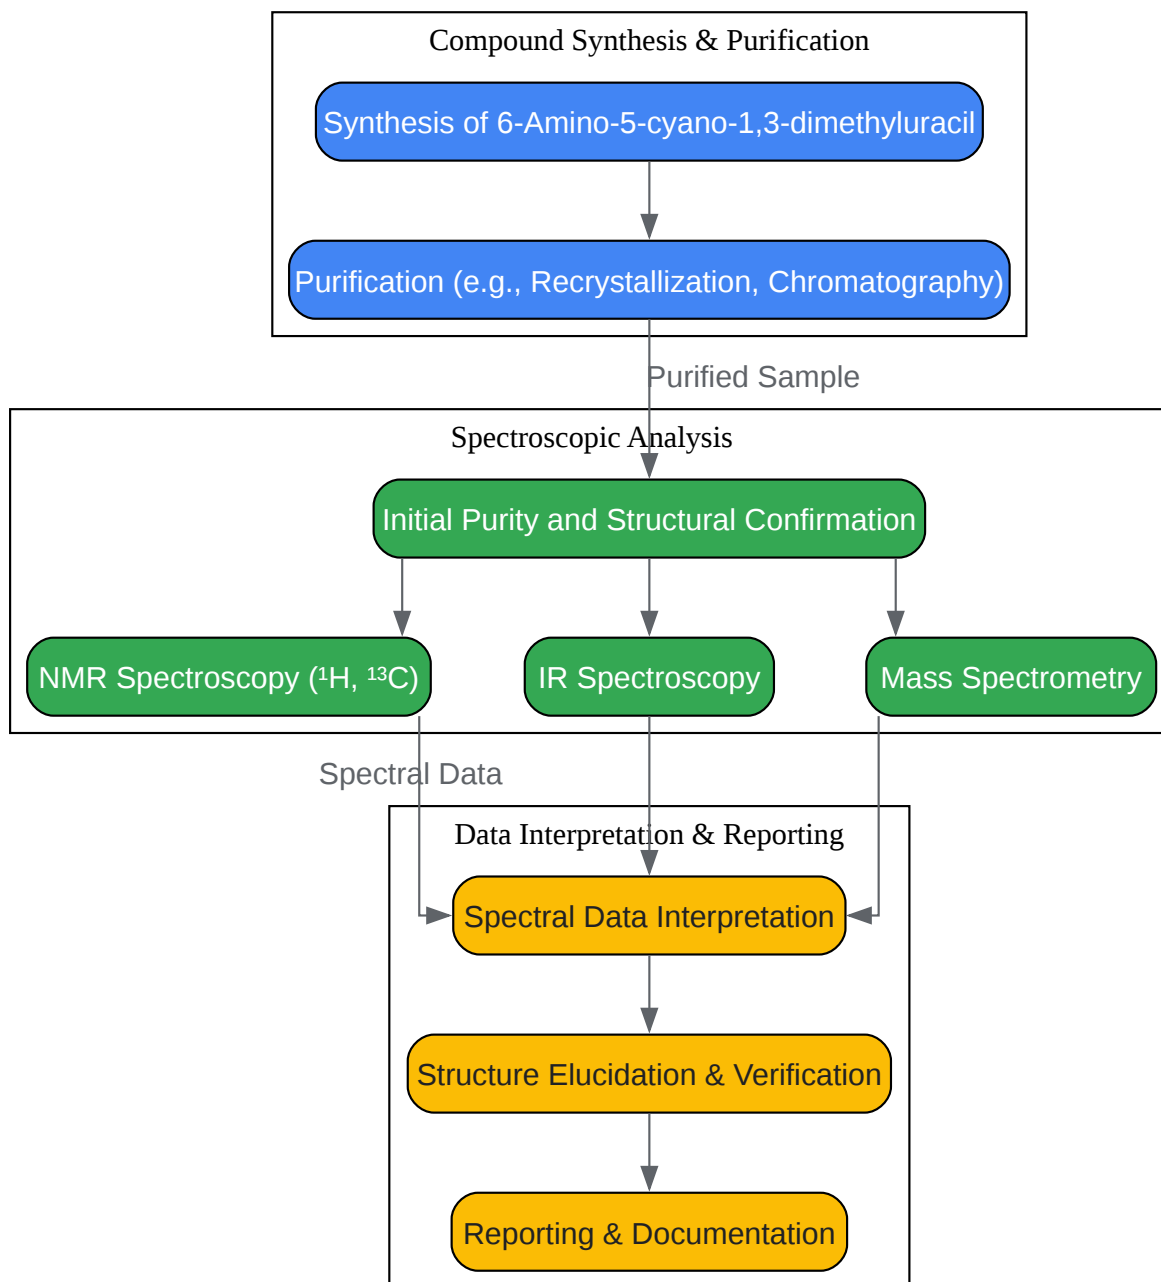 Compound Synthesis & Purification
Synthesis of 6-Amino-5-cyano-1,3-dimethyluracil
Purification (e.g., Recrystallization, Chromatography)
Purified Sample
Spectroscopic Analysis
Initial Purity and Structural Confirmation
NMR Spectroscopy (¹H, ¹³C)
IR Spectroscopy
Mass Spectrometry
Spectral Data
Data Interpretation & Reporting
Spectral Data Interpretation
Structure Elucidation & Verification
Reporting & Documentation